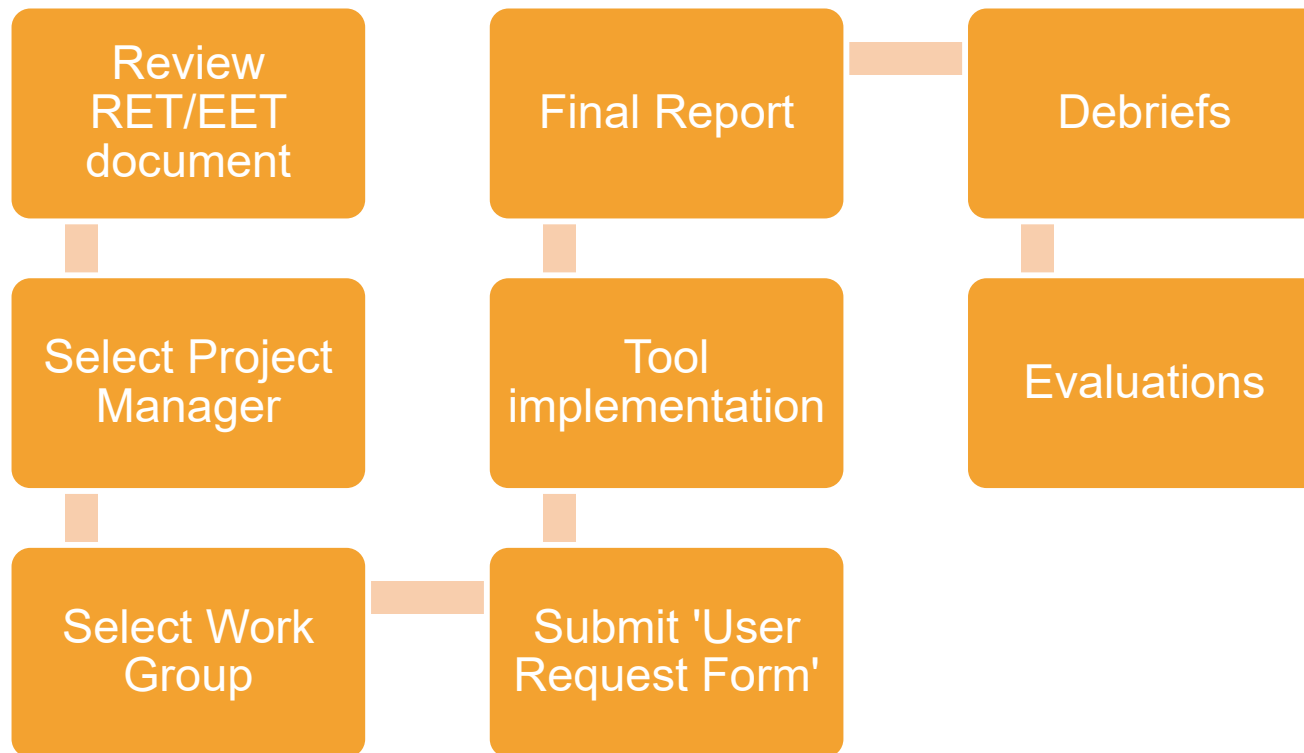 Review
RET/EET
document
Select Project
Manager
Select Work
Group
Submit 'User
Request Form'
Tool
implementation
Final Report
Debriefs
Evaluations